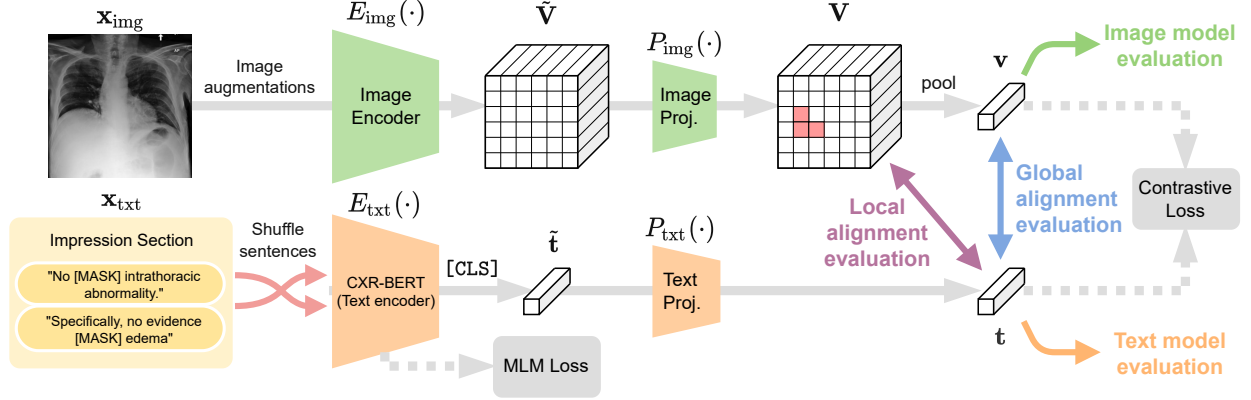 x_img
Image
augmentations
E_img(·)
Image
Encoder
Ṽ
P_img(·)
Image
Proj.
V
pool
v
Image model
evaluation
x_txt
Impression Section
"No [MASK] intrathoracic
abnormality."
"Specifically, no evidence
[MASK] edema"
Shuffle
sentences
E_txt(·)
CXR-BERT
(Text encoder)
[CLS]
t̃
MLM Loss
P_txt(·)
Text
Proj.
Local
alignment
evaluation
Global
alignment
evaluation
Contrastive
Loss
t
Text model
evaluation